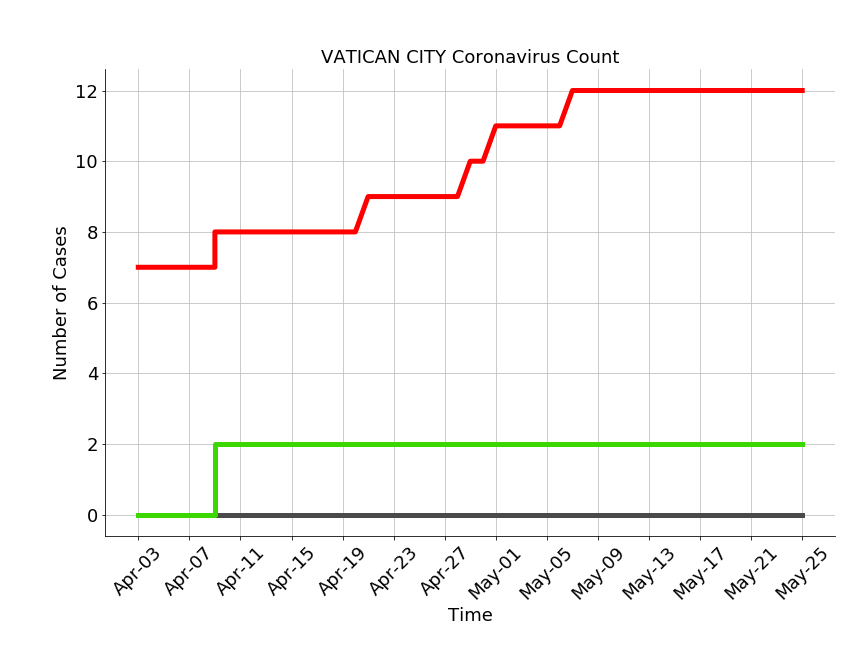 VATICAN CITY Coronavirus Count
12
10
8
6
4
2
0
Number of Cases
Apr-03
Apr-07
Apr-11
Apr-15
Apr-19
Apr-23
Apr-27
May-01
May-05
May-09
May-13
May-17
May-21
May-25
Time